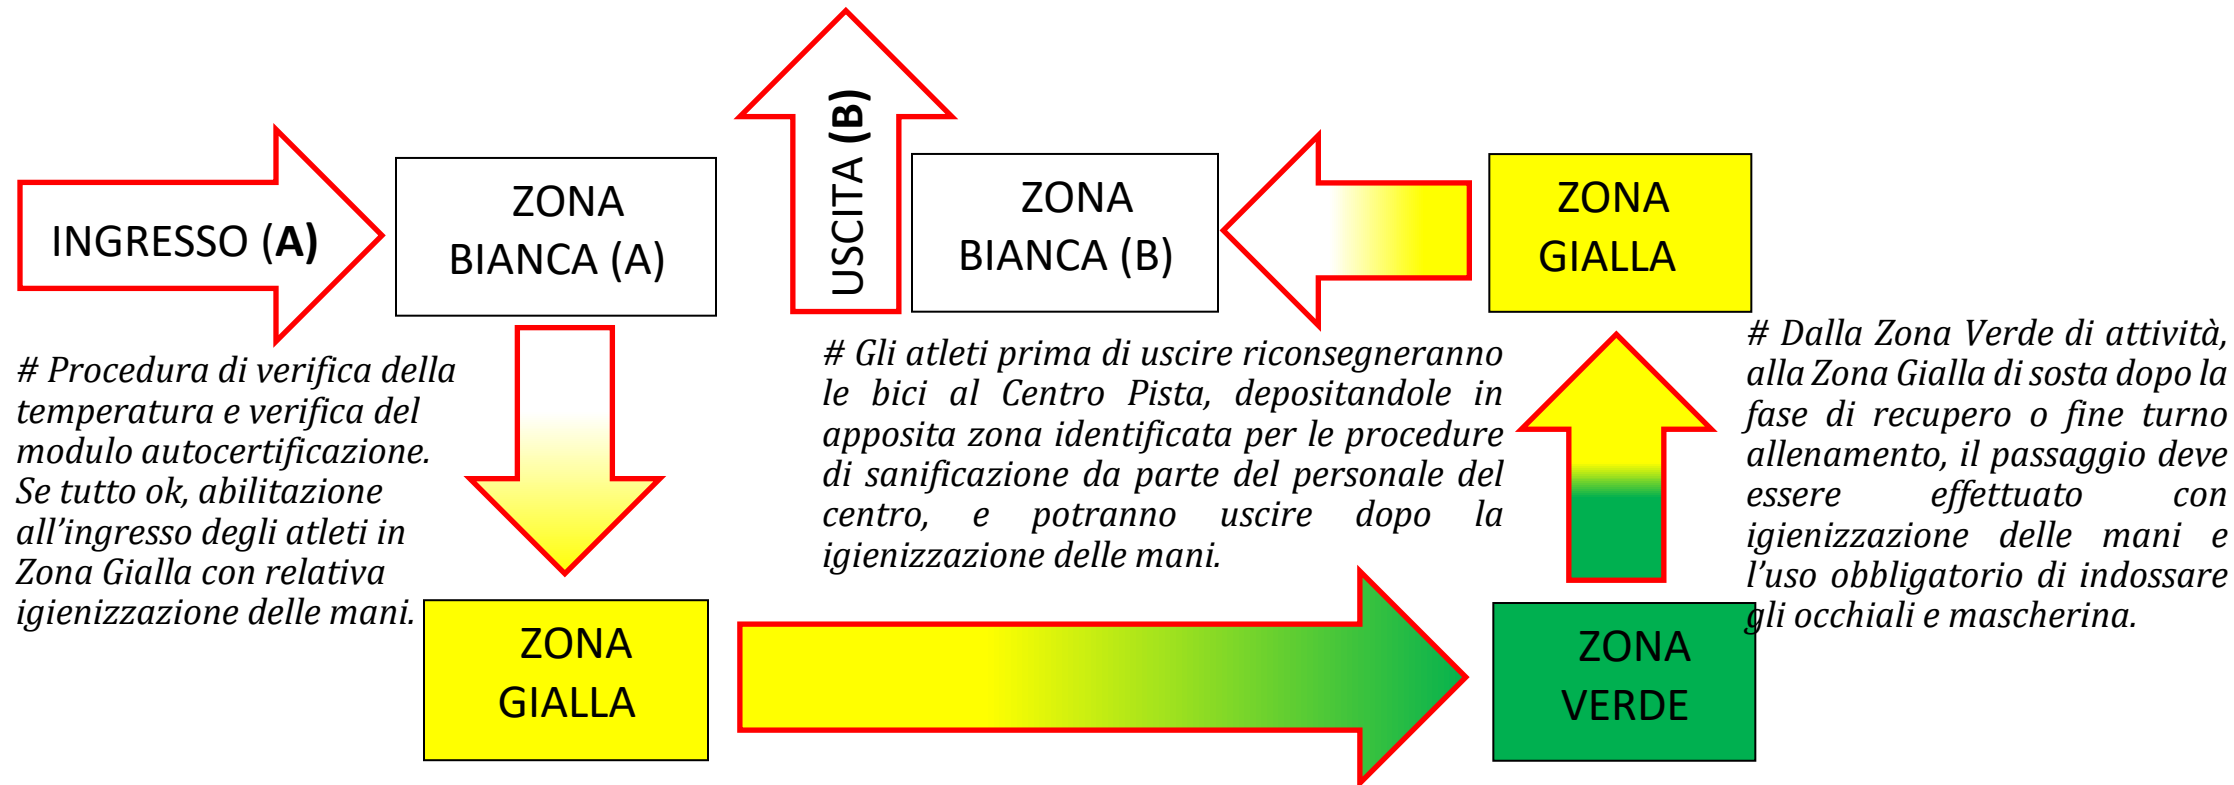 INGRESSO (A)
ZONA
BIANCA (A)
# Procedura di verifica della
temperatura e verifica del
modulo autocertificazione.
Se tutto ok, abilitazione
all’ingresso degli atleti in
Zona Gialla con relativa
igienizzazione delle mani.
ZONA
GIALLA
USCITA (B)
ZONA
BIANCA (B)
# Gli atleti prima di uscire riconsegneranno
le bici al Centro Pista, depositandole in
apposita zona identificata per le procedure
di sanificazione da parte del personale del
centro, e potranno uscire dopo la
igienizzazione delle mani.
ZONA
GIALLA
# Dalla Zona Verde di attività,
alla Zona Gialla di sosta dopo la
fase di recupero o fine turno
allenamento, il passaggio deve
essere effettuato con
igienizzazione delle mani e
l’uso obbligatorio di indossare
gli occhiali e mascherina.
ZONA
VERDE